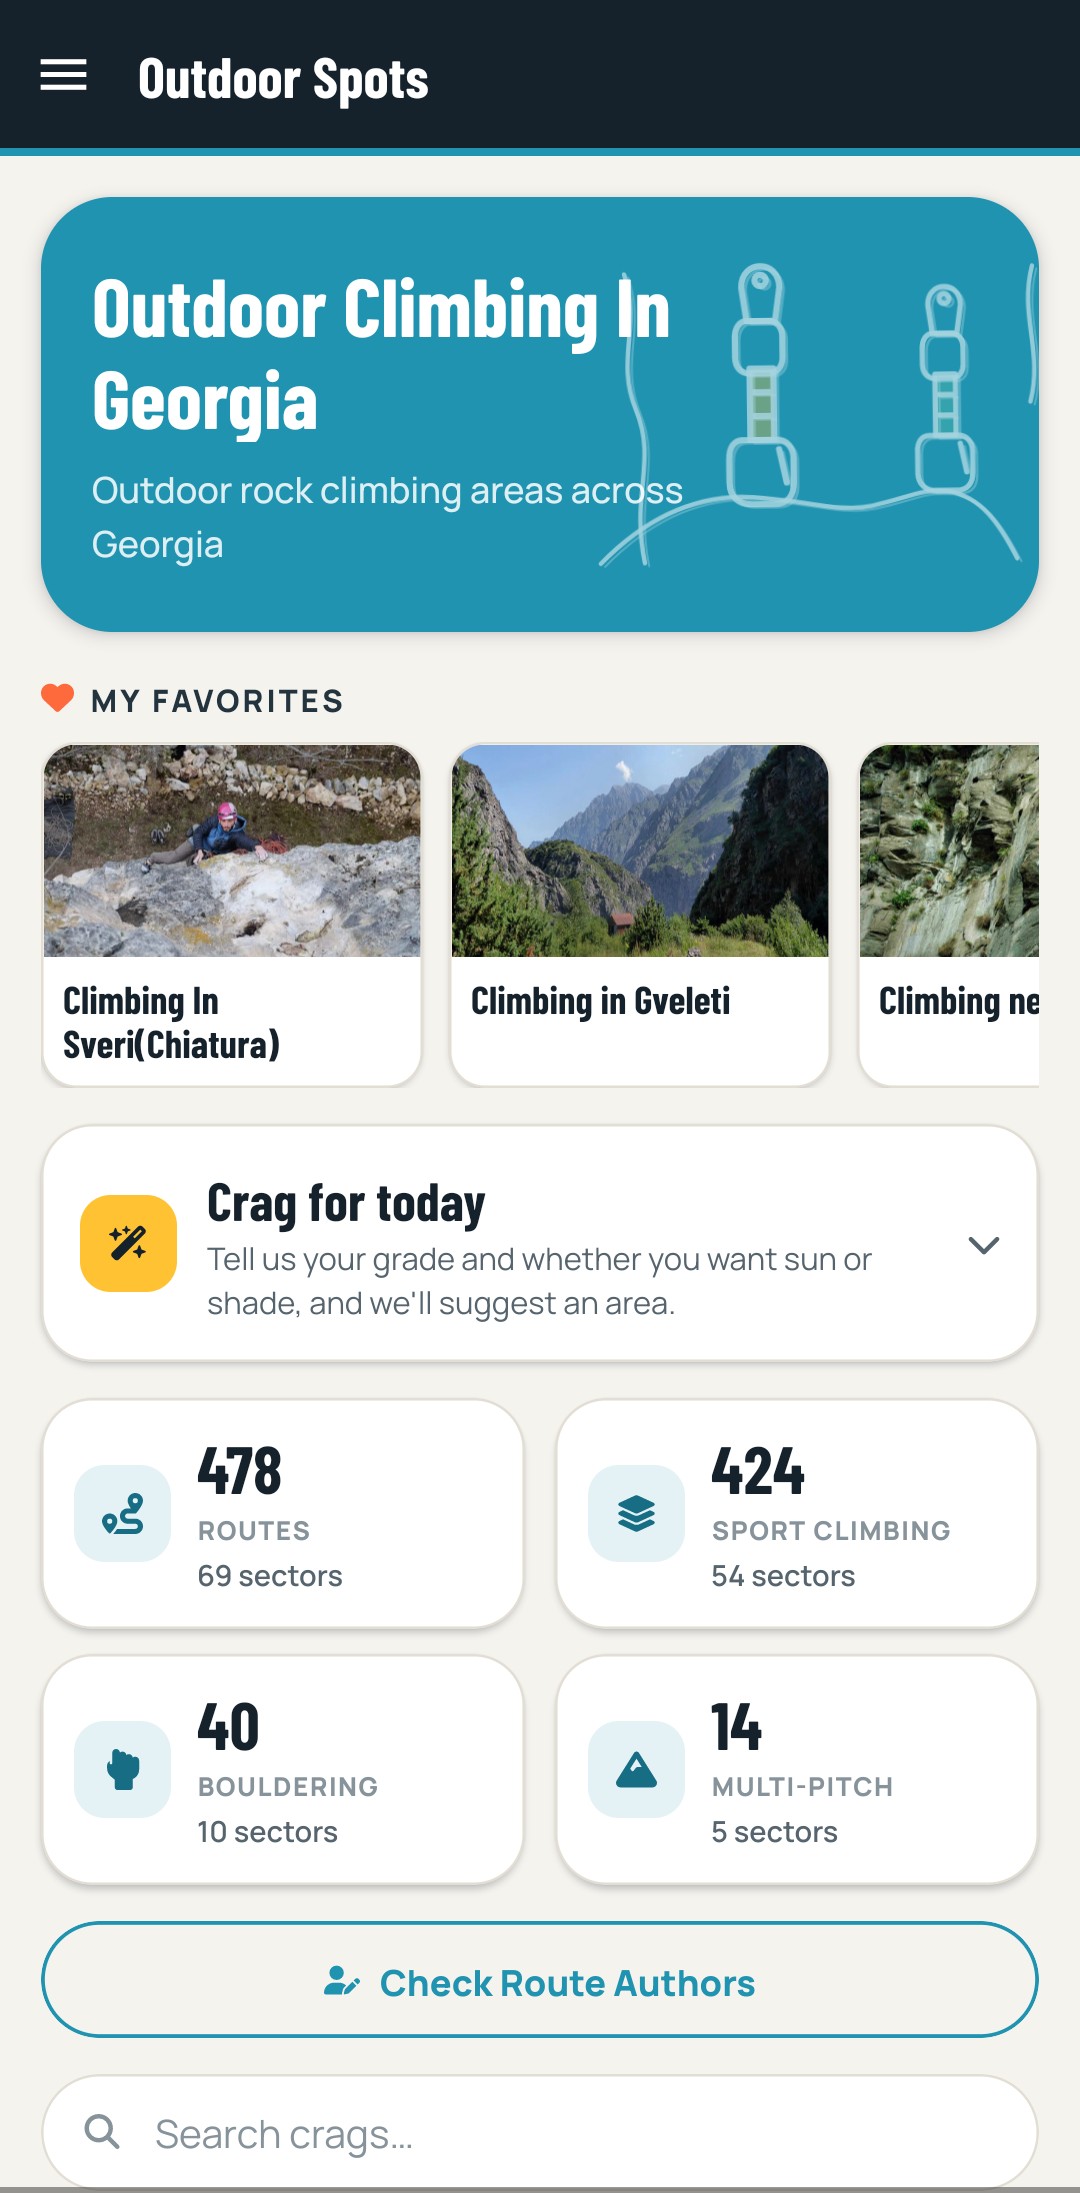 Outdoor Spots
Outdoor Climbing In
Georgia
Outdoor rock climbing areas across
Georgia
MY FAVORITES
Climbing In
Sveri(Chiatura)
Climbing in Gveleti
Climbing ne
Crag for today
Tell us your grade and whether you want sun or
shade, and we'll suggest an area.
478
ROUTES
69 sectors
424
SPORT CLIMBING
54 sectors
40
BOULDERING
10 sectors
14
MULTI-PITCH
5 sectors
Check Route Authors
Search crags...